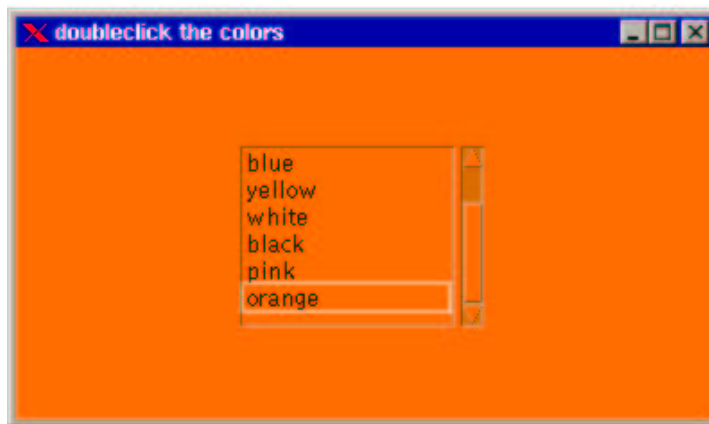 doubleclick the colors
blue
yellow
white
black
pink
orange